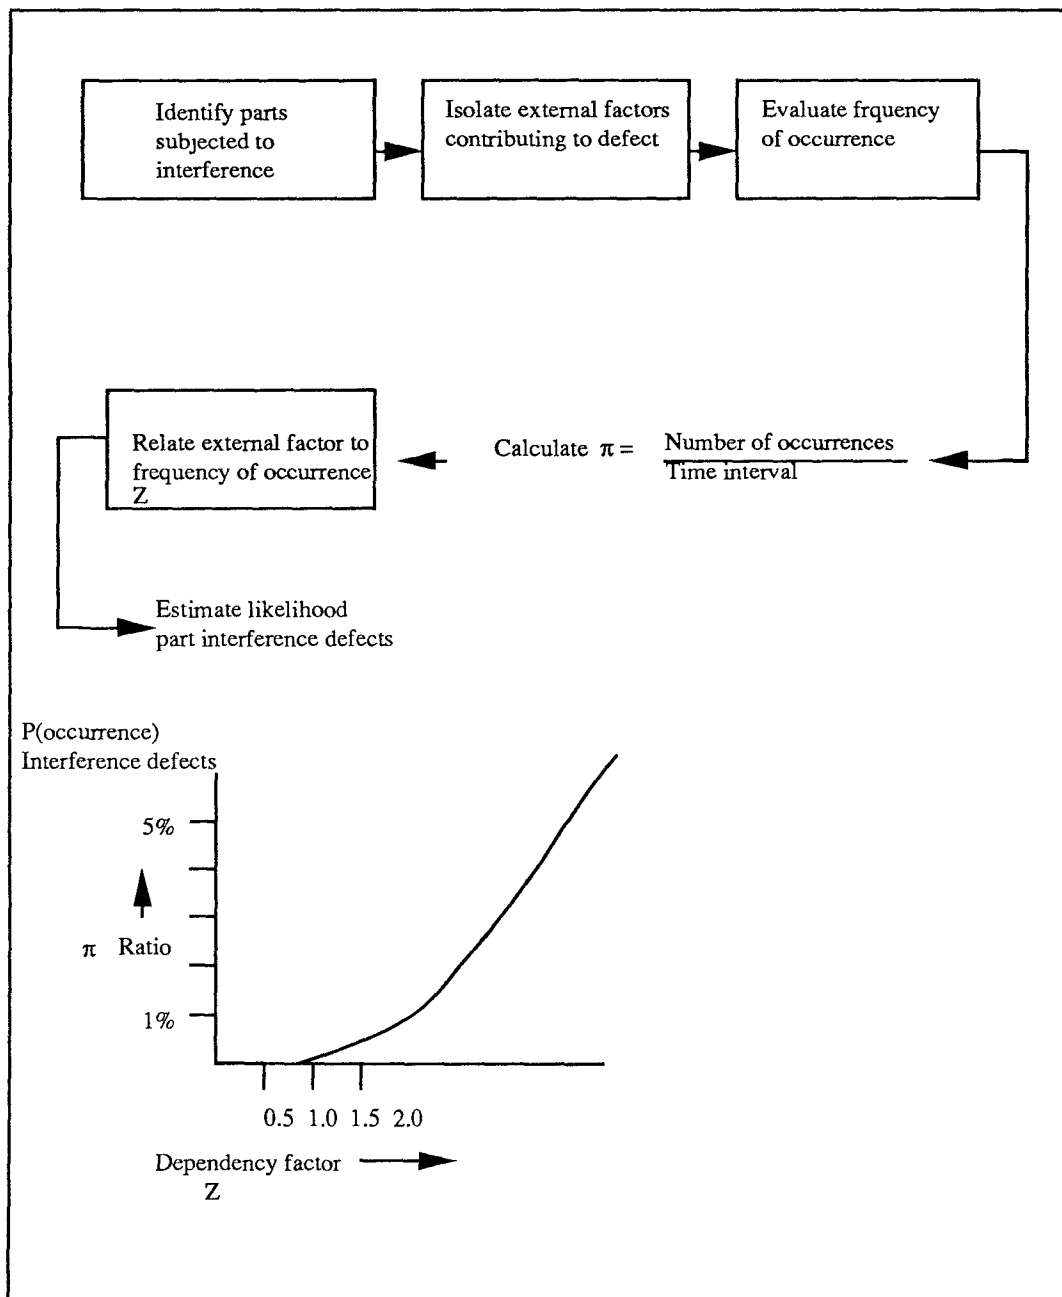 Identify parts
subjected to
interference
Isolate external factors
contributing to defect
Evaluate frquency
of occurrence
Relate external factor to
frequency of occurrence
Z
Calculate π = Number of occurrences
Time interval
Estimate likelihood
part interference defects
P(occurrence)
Interference defects
5%
π Ratio
1%
0.5 1.0 1.5 2.0
Dependency factor
Z